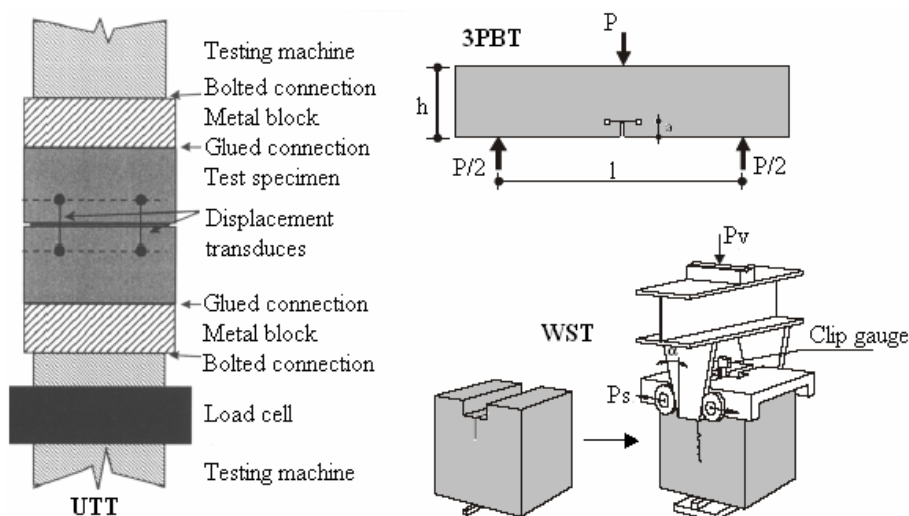 Testing machine
Bolted connection
Metal block
Glued connection
Test specimen
Displacement
transduces
Glued connection
Metal block
Bolted connection
Load cell
Testing machine
UTT
3PBT
P
h
a
P/2
P/2
l
Pv
WST
Clip gauge
α
Ps